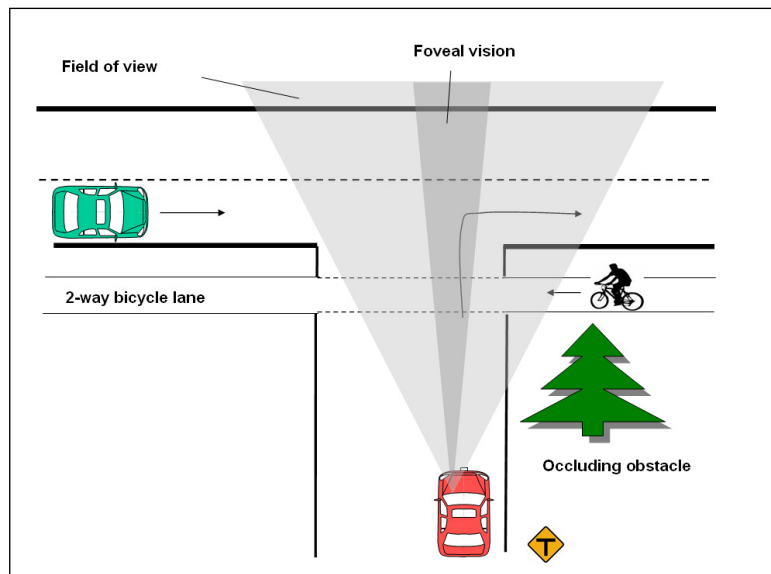 Foveal vision
Field of view
2-way bicycle lane
Occluding obstacle